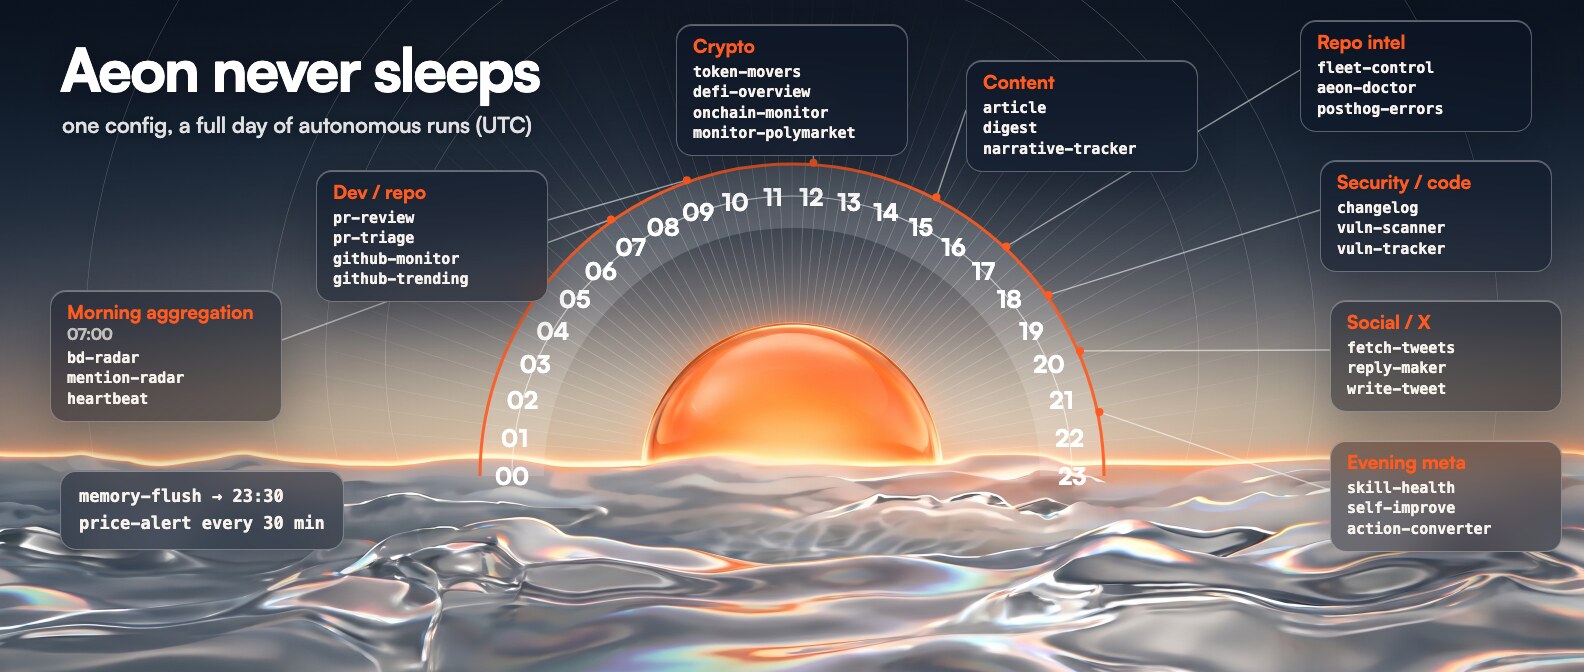 Aeon never sleeps
one config, a full day of autonomous runs (UTC)
Crypto
token-movers
defi-overview
onchain-monitor
monitor-polymarket
Content
article
digest
narrative-tracker
Repo intel
fleet-control
aeon-doctor
posthog-errors
Dev / repo
pr-review
pr-triage
github-monitor
github-trending
Security / code
changelog
vuln-scanner
vuln-tracker
Morning aggregation
07:00
bd-radar
mention-radar
heartbeat
Social / X
fetch-tweets
reply-maker
write-tweet
Evening meta
skill-health
self-improve
action-converter
memory-flush → 23:30
price-alert every 30 min
00
01
02
03
04
05
06
07
08
09
10
11
12
13
14
15
16
17
18
19
20
21
22
23